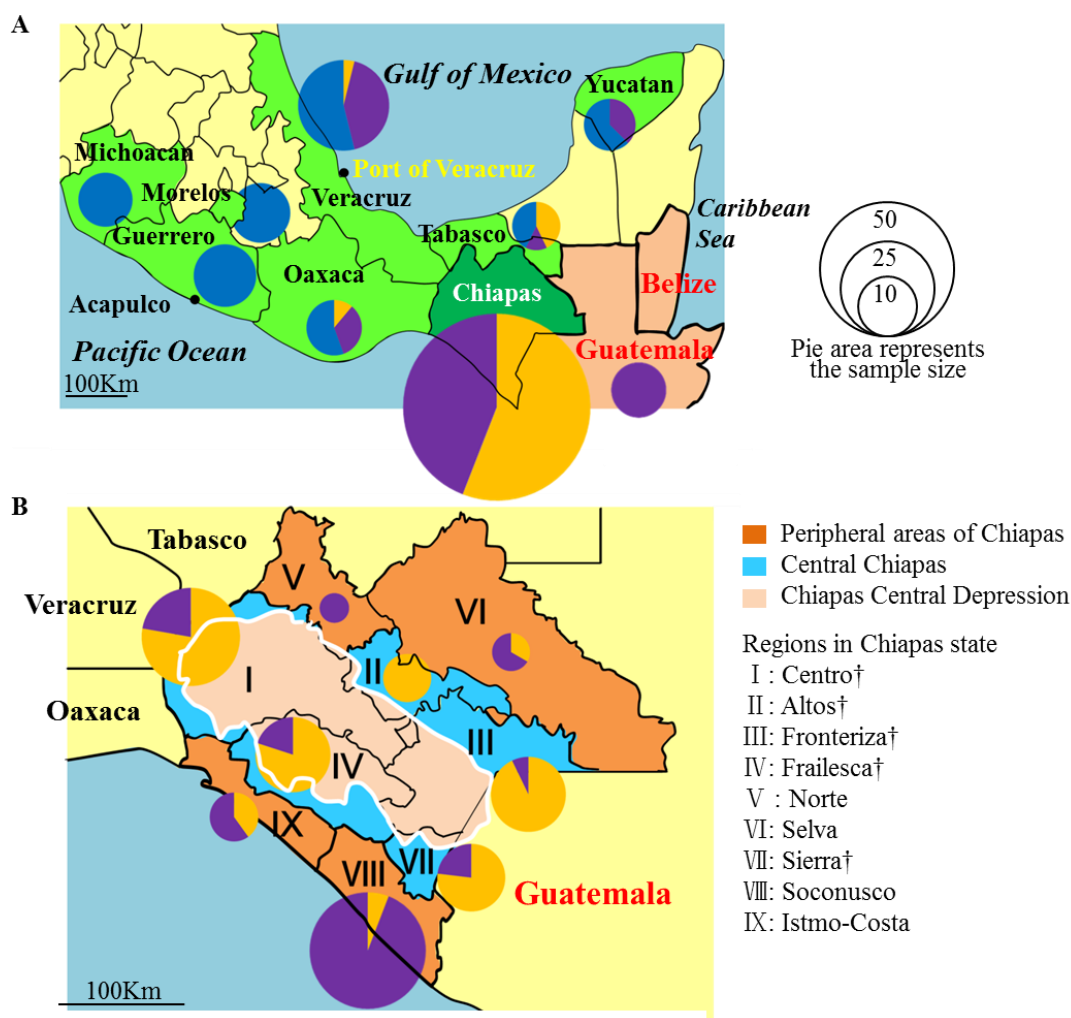 A
Gulf of Mexico
Yucatan
Michoacán
Port of Veracruz
Morelos
Veracruz
Caribbean
Sea
Guerrero
Tabasco
Oaxaca
Chiapas
Belize
Acapulco
Pacific Ocean
Guatemala
100Km
50
25
10
Pie area represents
the sample size
B
Tabasco
Veracruz
Oaxaca
Guatemala
V
VI
II
I
III
IV
IX
VII
VIII
100Km
Peripheral areas of Chiapas
Central Chiapas
Chiapas Central Depression
Regions in Chiapas state
Ⅰ: Centro†
Ⅱ: Altos†
Ⅲ: Fronteriza†
Ⅳ: Frailesca†
Ⅴ : Norte
Ⅵ: Selva
Ⅶ: Sierra†
Ⅷ: Soconusco
Ⅸ: Istmo-Costa